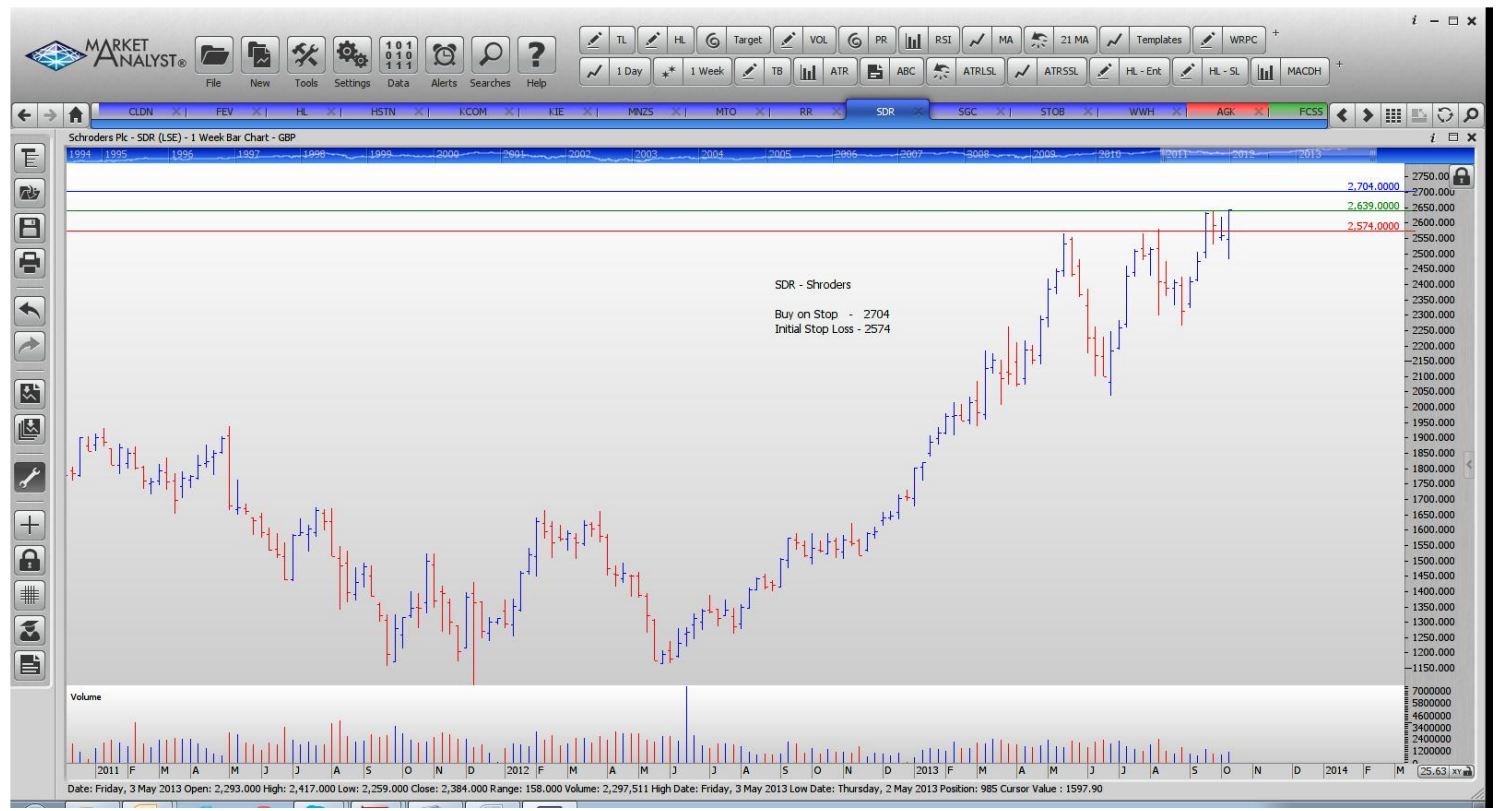 i
MARKET
ANALYST®
File New Tools Settings Data Alerts Searches Help
TL HL Target VOL PR RSI MA 21 MA Templates WRPC +
1 Day 1 Week TB ATR ABC ATRLSL ATRSSL HL - Ent HL - SL MACDH +
CLDN FEV HL HSTN KCOM KIE MNZS MTO RR SDR SGC STOB WWH AGK FCSS
Schroders Plc - SDR (LSE) - 1 Week Bar Chart - GBP
i
1994 1995 1996 1997 1998 1999 2000 2001 2002 2003 2004 2005 2006 2007 2008 2009 2010 2011 2012 2013
2,704.0000
2,639.0000
2,574.0000
2750.00
2700.00
2650.000
2600.000
2550.000
2500.000
2450.000
2400.000
2350.000
2300.000
2250.000
2200.000
2150.000
2100.000
2050.000
2000.000
1950.000
1900.000
1850.000
1800.000
1750.000
1700.000
1650.000
1600.000
1550.000
1500.000
1450.000
1400.000
1350.000
1300.000
1250.000
1200.000
1150.000
SDR - Shroders
Buy on Stop - 2704
Initial Stop Loss - 2574
Volume
7000000
5800000
4600000
3400000
2400000
1200000
2011 F M A M J J A S O N D 2012 F M A M J J A S O N D 2013 F M A M J J A S O N D 2014 F M
25.63 XY
Date: Friday, 3 May 2013 Open: 2,293.000 High: 2,417.000 Low: 2,259.000 Close: 2,384.000 Range: 158.000 Volume: 2,297,511 High Date: Friday, 3 May 2013 Low Date: Thursday, 2 May 2013 Position: 985 Cursor Value : 1597.90